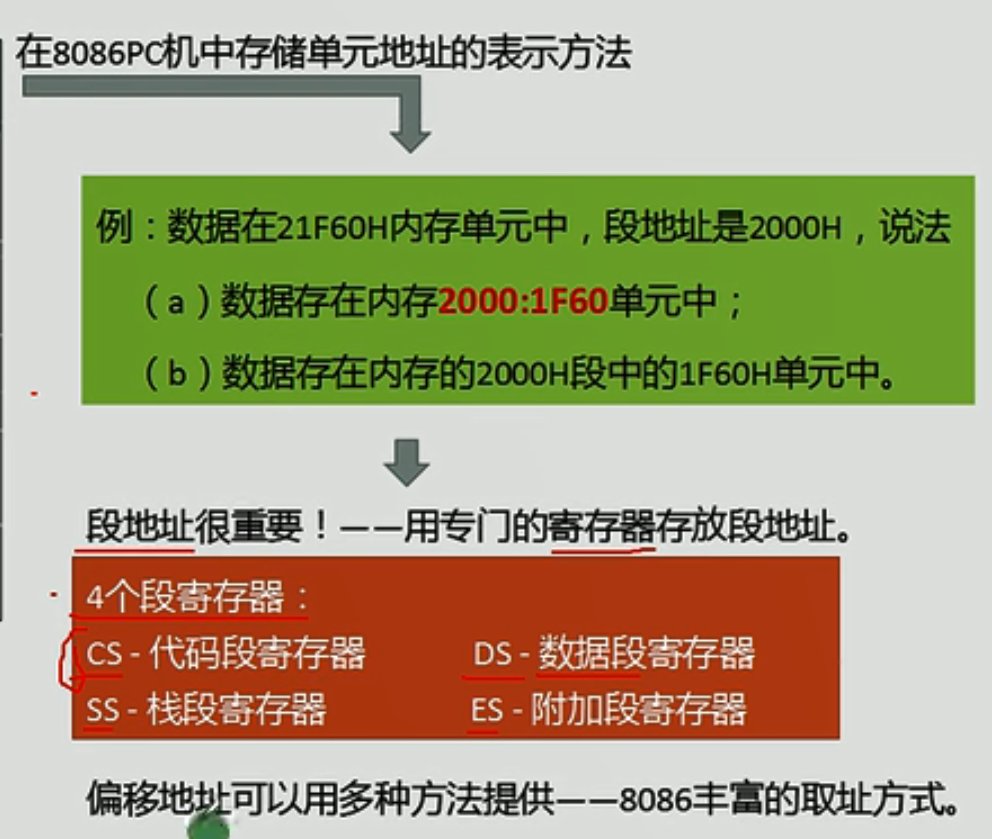 在8086PC机中存储单元地址的表示方法
例：数据在21F60H内存单元中，段地址是2000H，说法
（a）数据存在内存2000:1F60单元中；
（b）数据存在内存的2000H段中的1F60H单元中。
段地址很重要！——用专门的寄存器存放段地址。
4个段寄存器：
CS - 代码段寄存器 DS - 数据段寄存器
SS - 栈段寄存器 ES - 附加段寄存器
偏移地址可以用多种方法提供——8086丰富的取址方式。